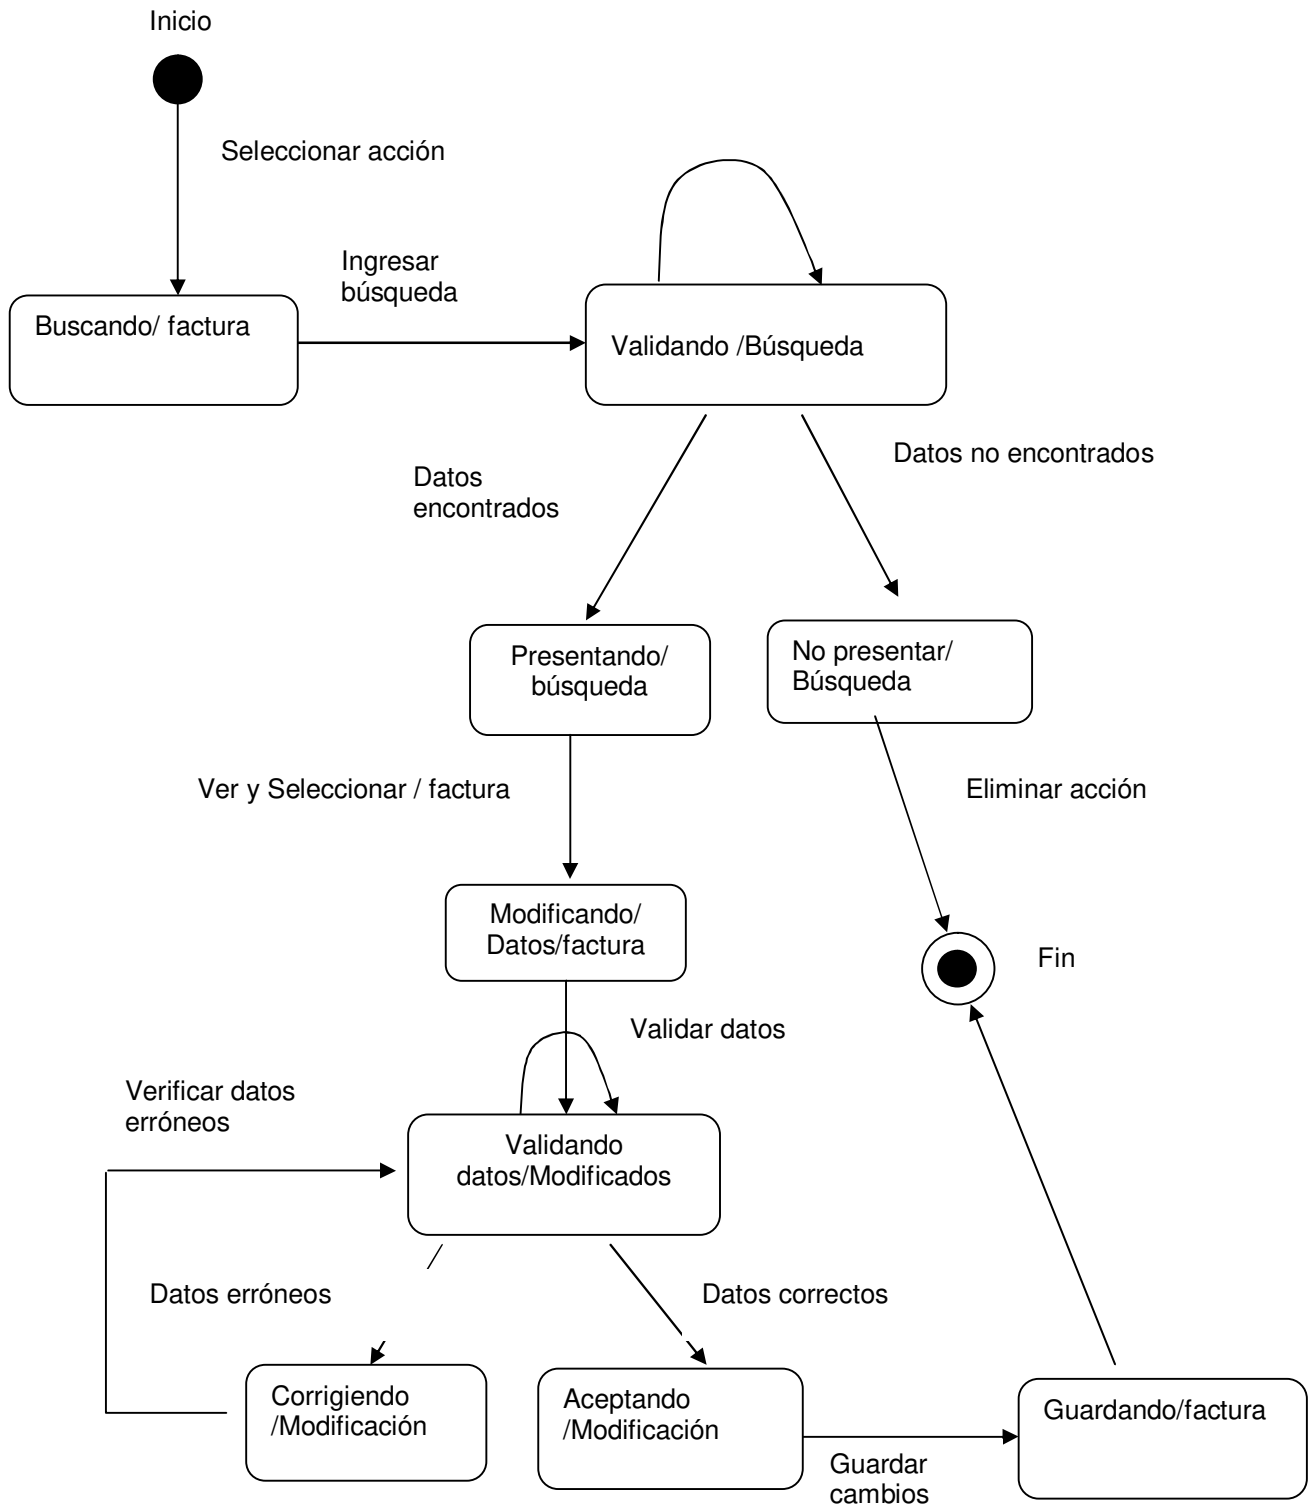 Inicio
Seleccionar acción
Ingresar
búsqueda
Buscando/ factura
Validando /Búsqueda
Datos no encontrados
Datos
encontrados
Presentando/
búsqueda
No presentar/
Búsqueda
Ver y Seleccionar / factura
Eliminar acción
Modificando/
Datos/factura
Fin
Validar datos
Verificar datos
erróneos
Validando
datos/Modificados
Datos erróneos
Datos correctos
Corrigiendo
/Modificación
Aceptando
/Modificación
Guardando/factura
Guardar
cambios